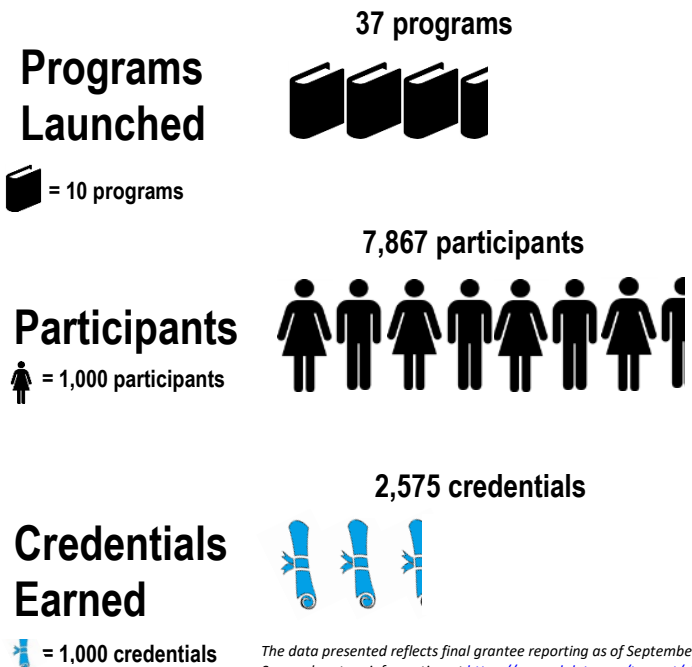 37 programs
Programs
Launched
= 10 programs
7,867 participants
Participants
= 1,000 participants
2,575 credentials
Credentials
Earned
= 1,000 credentials
The data presented reflects final grantee reporting as of Septembe